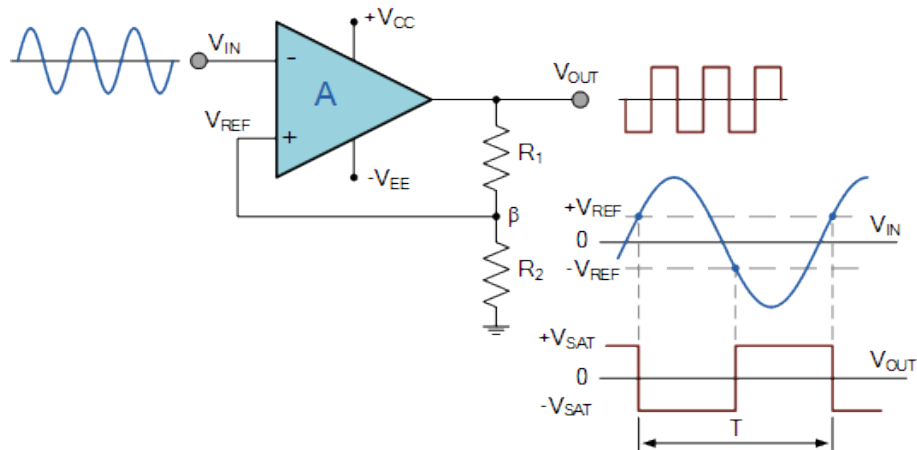 +VCC
VIN
-
A
VOUT
VREF
+
R1
-VEE
β
R2
+VREF
0
VIN
-VREF
+VSAT
0
VOUT
-VSAT
T